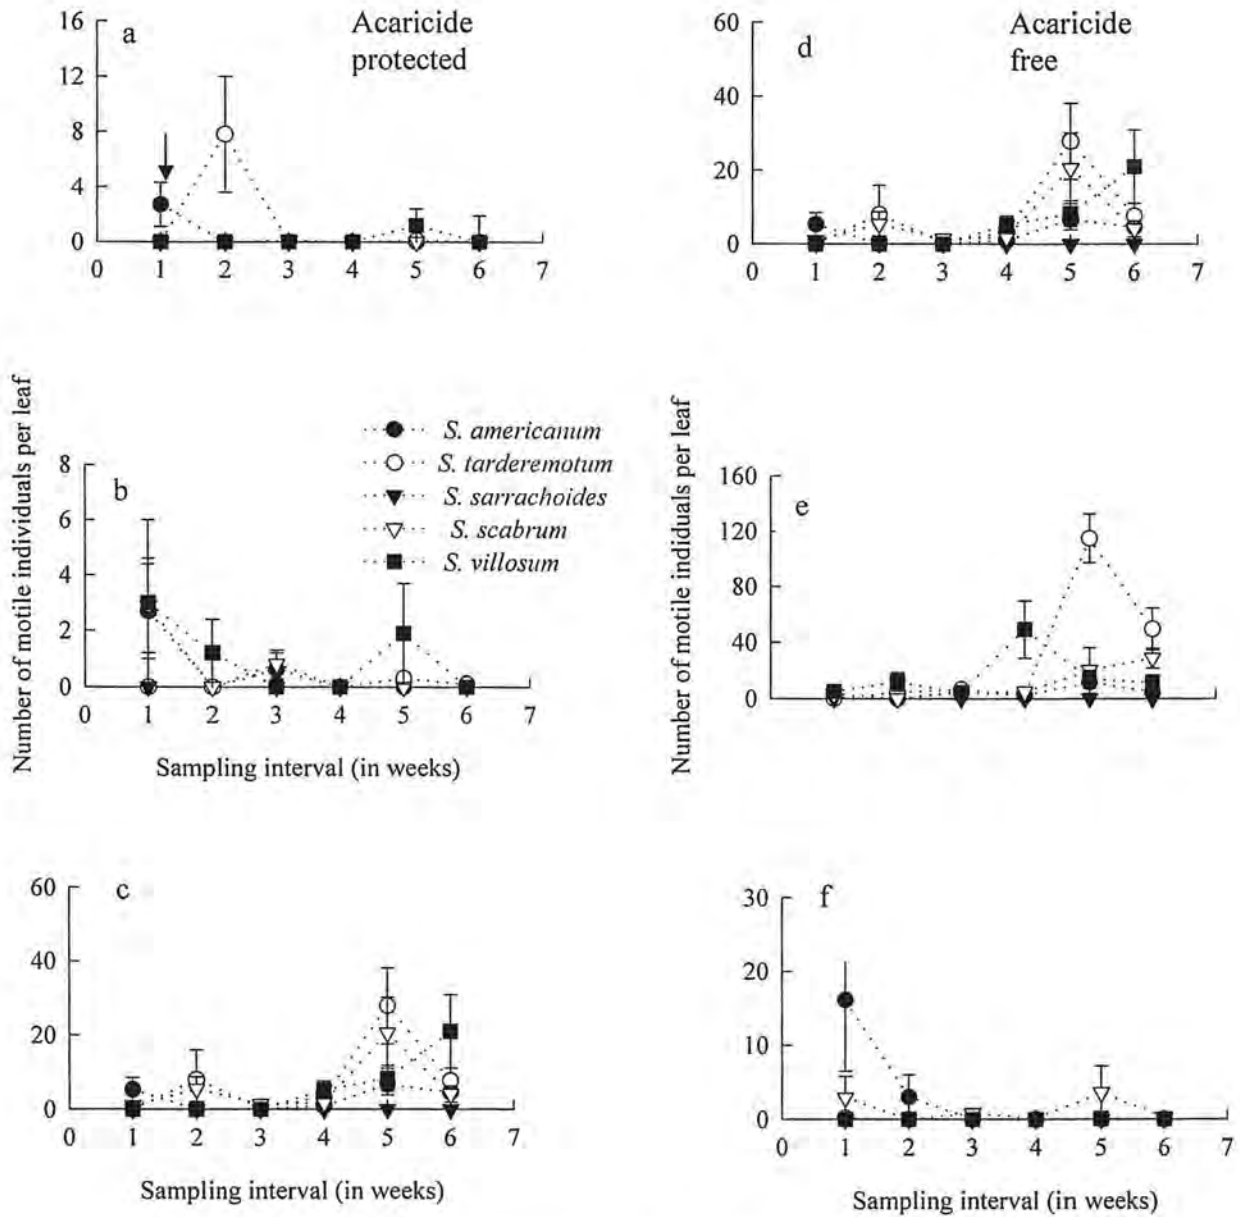 a
Acaricide
protected
16
12
8
4
0
0 1 2 3 4 5 6 7
d
Acaricide
free
60
40
20
0
0 1 2 3 4 5 6 7
Number of motile individuals per leaf
b
8
6
4
2
0
0 1 2 3 4 5 6 7
Sampling interval (in weeks)
S. americanum
S. tarderemotum
S. sarrachoides
S. scabrum
S. villosum
Number of motile indiduals per leaf
e
160
120
80
40
0
c
60
40
20
0
0 1 2 3 4 5 6 7
Sampling interval (in weeks)
f
30
20
10
0
0 1 2 3 4 5 6 7
Sampling interval (in weeks)